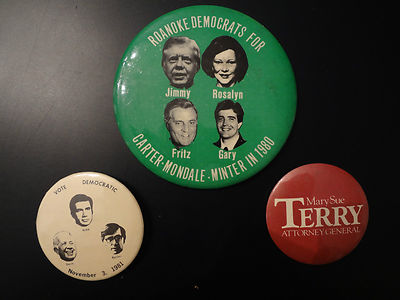 ROANOKE DEMOCRATS FOR
Jimmy Rosalyn
Fritz Gary
CARTER-MONDALE-MINTER IN 1980
VOTE DEMOCRATIC
November 3, 1981
Mary Sue
TERRY
ATTORNEY GENERAL